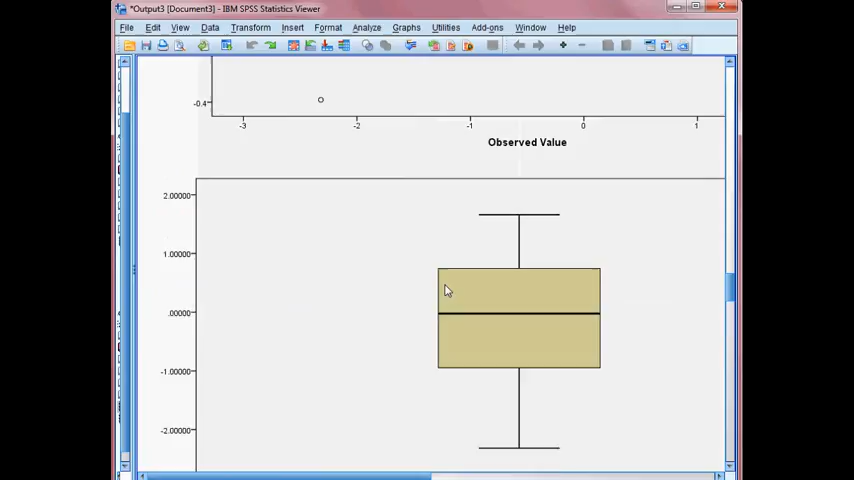 *Output3 [Document3] - IBM SPSS Statistics Viewer
File Edit View Data Transform Insert Format Analyze Graphs Utilities Add-ons Window Help
-0.4
-3 -2 -1 0 1
Observed Value
2.00000
1.00000
.00000
-1.00000
-2.00000